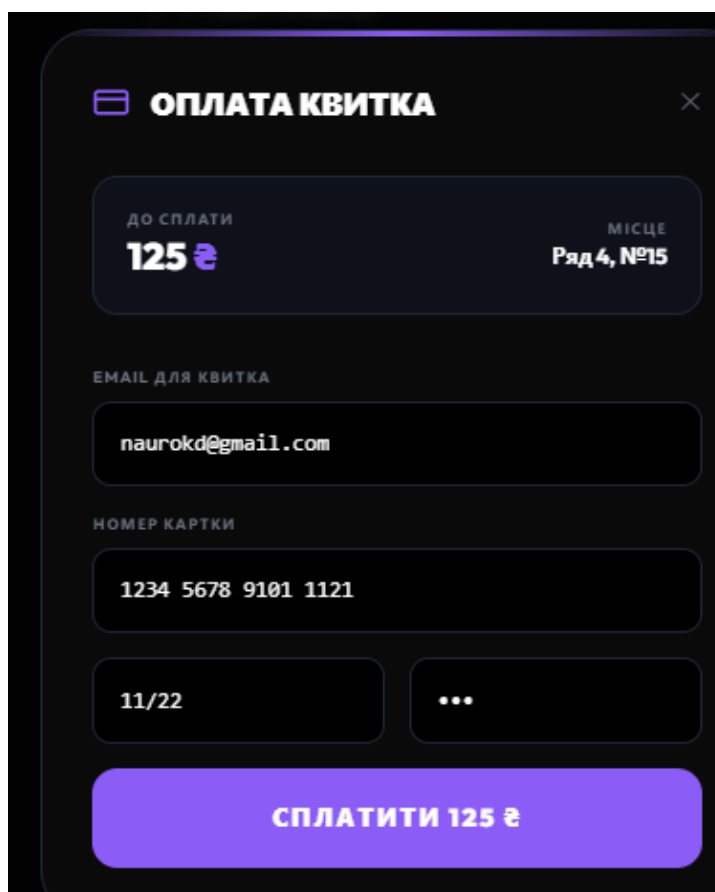 ОПЛАТА КВИТКА
ДО СПЛАТИ
125 ₴
МІСЦЕ
Ряд 4, №15
EMAIL ДЛЯ КВИТКА
naurokd@gmail.com
НОМЕР КАРТКИ
1234 5678 9101 1121
11/22 •••
СПЛАТИТИ 125 ₴